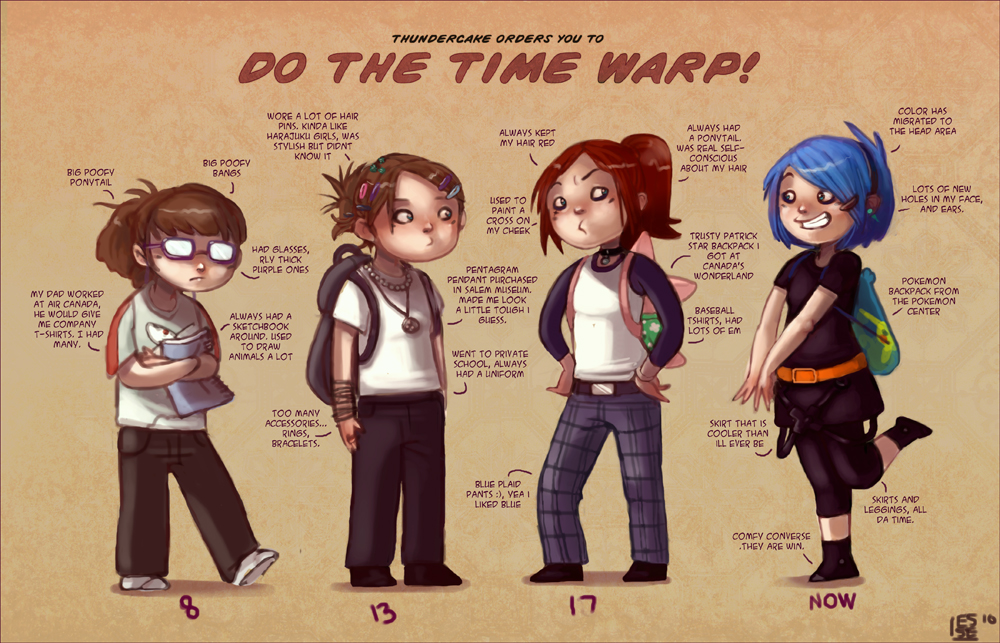 THUNDERCAKE ORDERS YOU TO
DO THE TIME WARP!
BIG POOFY
PONYTAIL
BIG POOFY
BANGS
HAD GLASSES,
RLY THICK
PURPLE ONES
MY DAD WORKED
AT AIR CANADA,
HE WOULD GIVE
ME COMPANY
T-SHIRTS. I HAD
MANY.
ALWAYS HAD A
SKETCHBOOK
AROUND. USED
TO DRAW
ANIMALS A LOT
8
WORE A LOT OF HAIR
PINS. KINDA LIKE
HARAJUKU GIRLS, WAS
STYLISH BUT DIDNT
KNOW IT
PENTAGRAM
PENDANT PURCHASED
IN SALEM MUSEUM.
MADE ME LOOK
A LITTLE TOUGH I
GUESS.
WENT TO PRIVATE
SCHOOL, ALWAYS
HAD A UNIFORM
TOO MANY
ACCESSORIES...
RINGS,
BRACELETS.
13
ALWAYS KEPT
MY HAIR RED
ALWAYS HAD
A PONYTAIL.
WAS REAL SELF-
CONSCIOUS
ABOUT MY HAIR
USED TO
PAINT A
CROSS ON
MY CHEEK
TRUSTY PATRICK
STAR BACKPACK I
GOT AT
CANADA'S
WONDERLAND
BASEBALL
TSHIRTS, HAD
LOTS OF EM
BLUE PLAID
PANTS :), YEA I
LIKED BLUE
17
COLOR HAS
MIGRATED TO
THE HEAD AREA
LOTS OF NEW
HOLES IN MY FACE,
AND EARS.
POKEMON
BACKPACK FROM
THE POKEMON
CENTER
SKIRT THAT IS
COOLER THAN
ILL EVER BE
SKIRTS AND
LEGGINGS, ALL
DA TIME.
COMFY CONVERSE
.THEY ARE WIN.
NOW
10